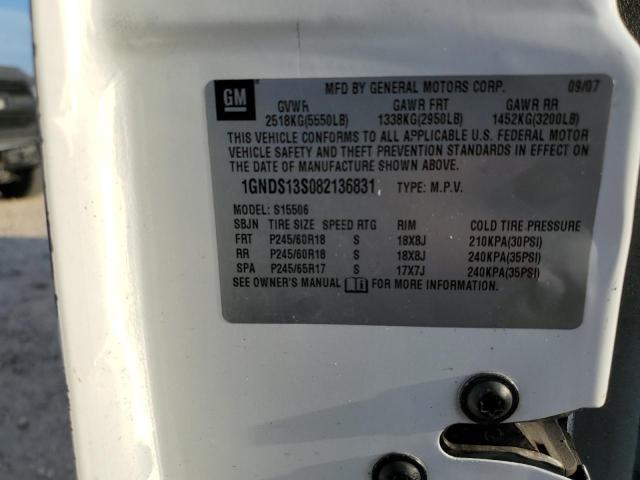 GM
MFD BY GENERAL MOTORS CORP. 09/07
GVWR GAWR FRT GAWR RR
2518KG(5550LB) 1338KG(2950LB) 1452KG(3200LB)
THIS VEHICLE CONFORMS TO ALL APPLICABLE U.S. FEDERAL MOTOR
VEHICLE SAFETY AND THEFT PREVENTION STANDARDS IN EFFECT ON
THE DATE OF MANUFACTURE SHOWN ABOVE.
1GNDS13S082136831 TYPE: M.P.V.
MODEL: S15506
SBJN TIRE SIZE SPEED RTG RIM COLD TIRE PRESSURE
FRT P245/60R18 S 18X8J 210KPA(30PSI)
RR P245/60R18 S 18X8J 240KPA(35PSI)
SPA P245/65R17 S 17X7J 240KPA(35PSI)
SEE OWNER'S MANUAL FOR MORE INFORMATION.